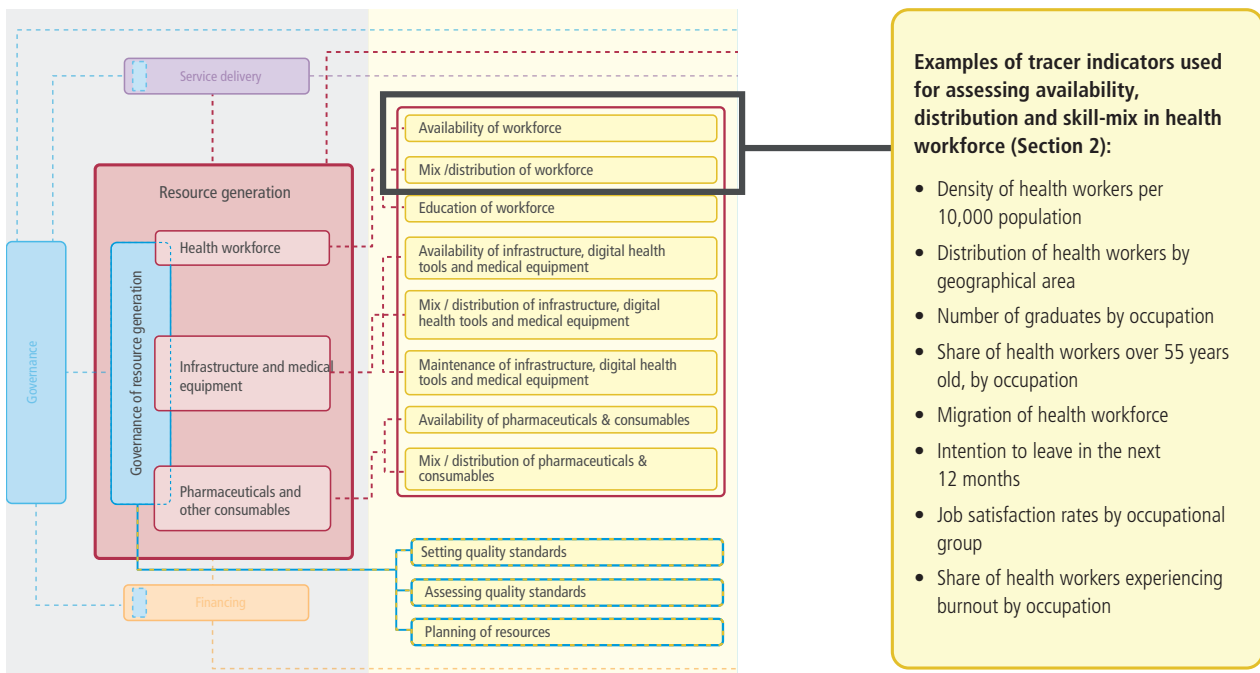 Service delivery
Resource generation
Governance
Governance of resource generation
Health workforce
Infrastructure and medical
equipment
Pharmaceuticals and
other consumables
Financing
Availability of workforce
Mix /distribution of workforce
Education of workforce
Availability of infrastructure, digital health
tools and medical equipment
Mix / distribution of infrastructure, digital
health tools and medical equipment
Maintenance of infrastructure, digital health
tools and medical equipment
Availability of pharmaceuticals & consumables
Mix / distribution of pharmaceuticals &
consumables
Setting quality standards
Assessing quality standards
Planning of resources
Examples of tracer indicators used
for assessing availability,
distribution and skill-mix in health
workforce (Section 2):
• Density of health workers per
10,000 population
• Distribution of health workers by
geographical area
• Number of graduates by occupation
• Share of health workers over 55 years
old, by occupation
• Migration of health workforce
• Intention to leave in the next
12 months
• Job satisfaction rates by occupational
group
• Share of health workers experiencing
burnout by occupation